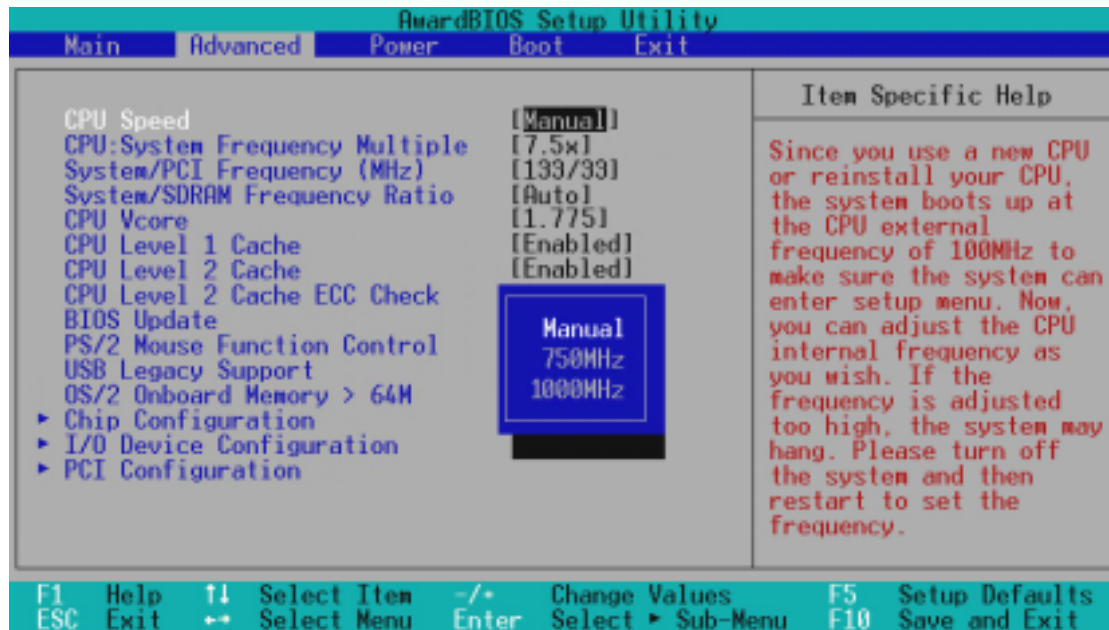 AwardBIOS Setup Utility
Main Advanced Power Boot Exit
CPU Speed [Manual]
CPU:System Frequency Multiple [7.5x]
System/PCI Frequency (MHz) [133/33]
System/SDRAM Frequency Ratio [Auto]
CPU Vcore [1.775]
CPU Level 1 Cache [Enabled]
CPU Level 2 Cache [Enabled]
CPU Level 2 Cache ECC Check
BIOS Update
PS/2 Mouse Function Control
USB Legacy Support
OS/2 Onboard Memory > 64M
► Chip Configuration
► I/O Device Configuration
► PCI Configuration
Manual
750MHz
1000MHz
Item Specific Help
Since you use a new CPU
or reinstall your CPU,
the system boots up at
the CPU external
frequency of 100MHz to
make sure the system can
enter setup menu. Now,
you can adjust the CPU
internal frequency as
you wish. If the
frequency is adjusted
too high, the system may
hang. Please turn off
the system and then
restart to set the
frequency.
F1 Help ↑↓ Select Item -/+ Change Values F5 Setup Defaults
ESC Exit ←→ Select Menu Enter Select ► Sub-Menu F10 Save and Exit